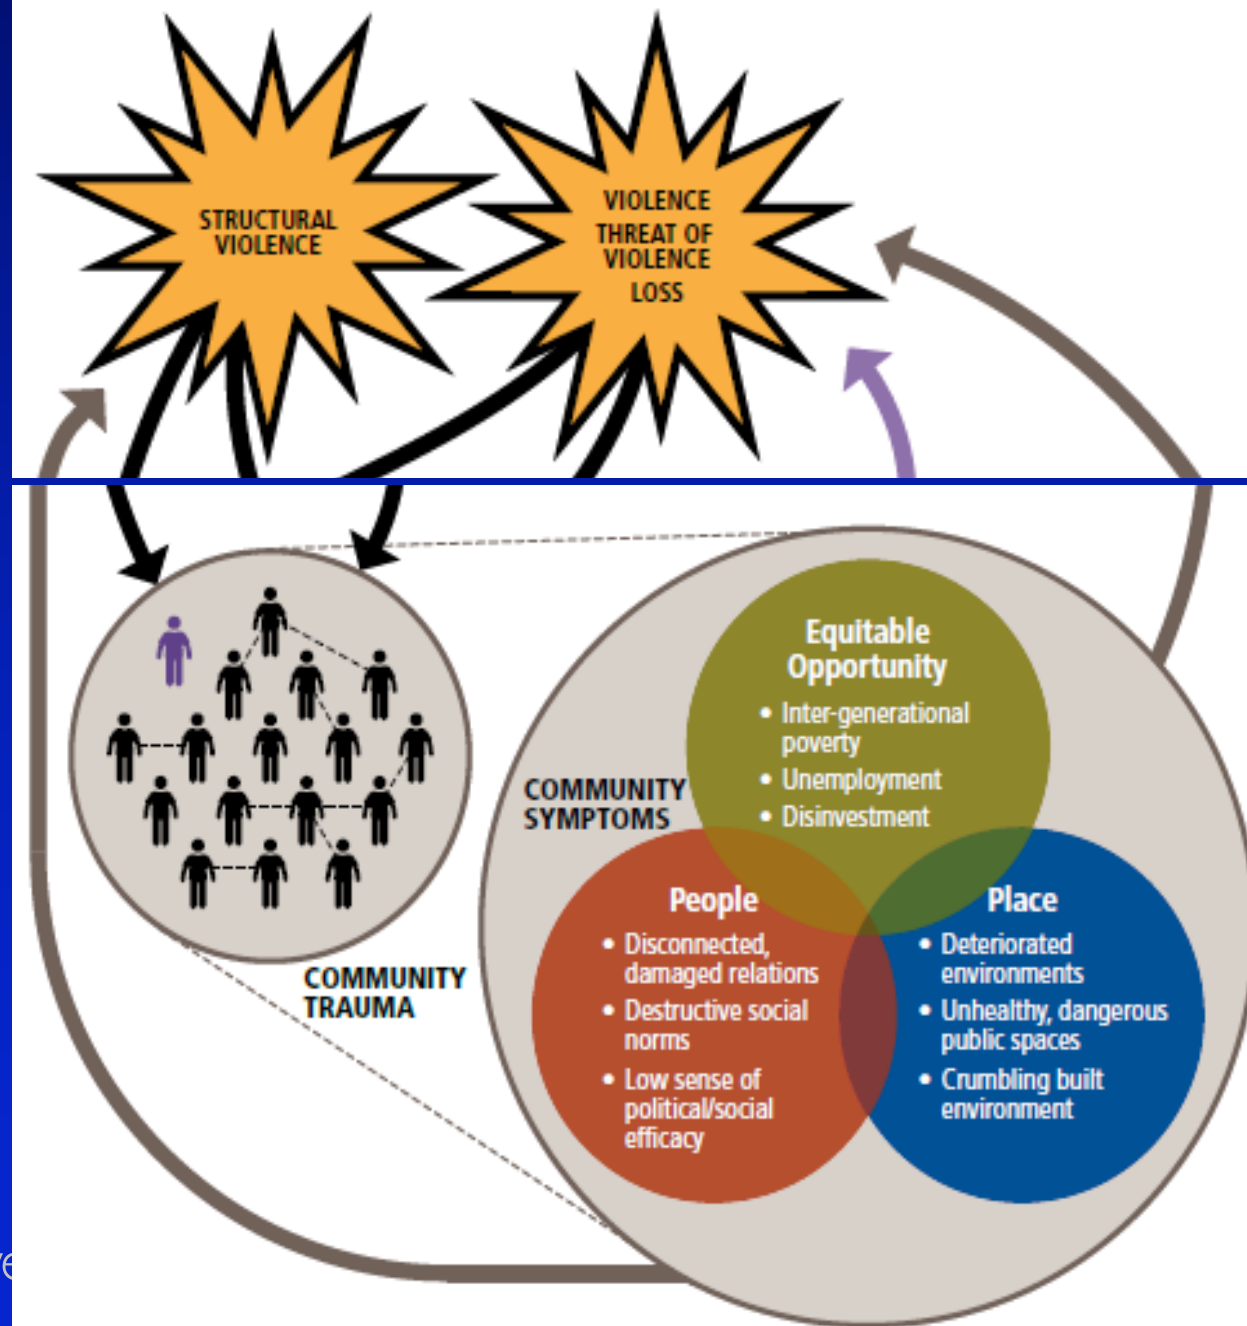 STRUCTURAL
VIOLENCE
VIOLENCE
THREAT OF
VIOLENCE
LOSS
COMMUNITY
TRAUMA
COMMUNITY
SYMPTOMS
Equitable
Opportunity
• Inter-generational
poverty
• Unemployment
• Disinvestment
People
• Disconnected,
damaged relations
• Destructive social
norms
• Low sense of
political/social
efficacy
Place
• Deteriorated
environments
• Unhealthy, dangerous
public spaces
• Crumbling built
environment